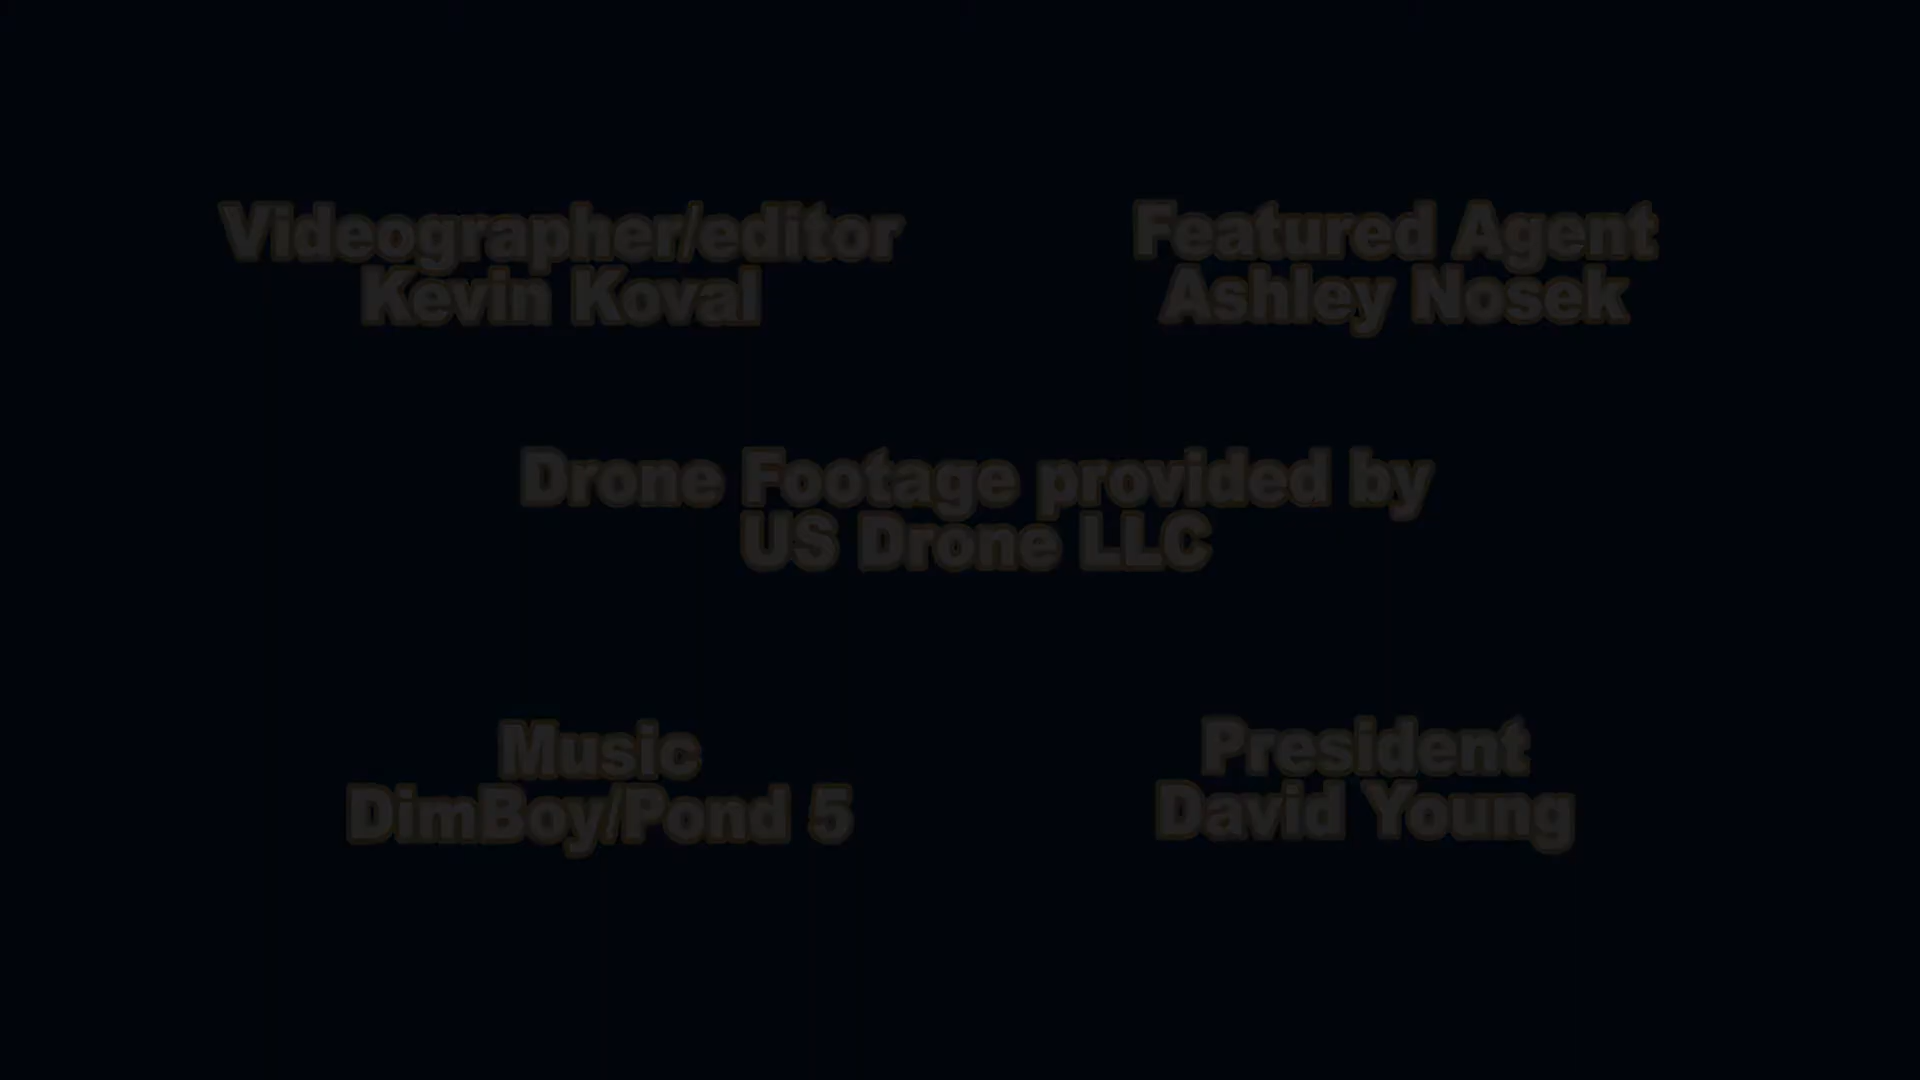 Videographer/editor
Kevin Koval
Featured Agent
Ashley Nosek
Drone Footage provided by
US Drone LLC
Music
DimBoy/Pond 5
President
David Young